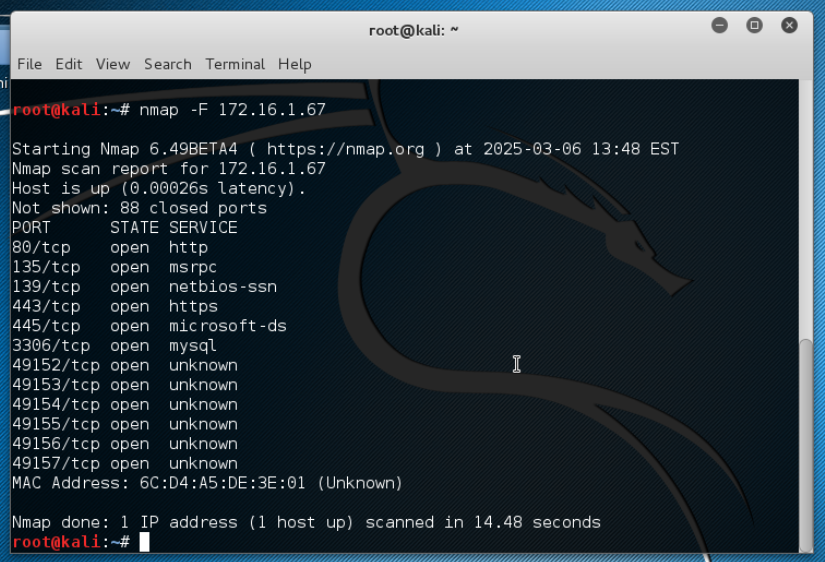 root@kali: ~
File Edit View Search Terminal Help
root@kali:~# nmap -F 172.16.1.67
Starting Nmap 6.49BETA4 ( https://nmap.org ) at 2025-03-06 13:48 EST
Nmap scan report for 172.16.1.67
Host is up (0.00026s latency).
Not shown: 88 closed ports
PORT      STATE SERVICE
80/tcp    open  http
135/tcp   open  msrpc
139/tcp   open  netbios-ssn
443/tcp   open  https
445/tcp   open  microsoft-ds
3306/tcp  open  mysql
49152/tcp open  unknown
49153/tcp open  unknown
49154/tcp open  unknown
49155/tcp open  unknown
49156/tcp open  unknown
49157/tcp open  unknown
MAC Address: 6C:D4:A5:DE:3E:01 (Unknown)
Nmap done: 1 IP address (1 host up) scanned in 14.48 seconds
root@kali:~#